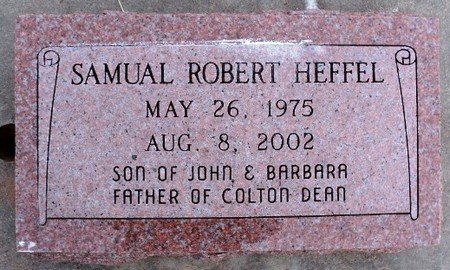 SAMUAL ROBERT HEFFEL
MAY 26, 1975
AUG. 8, 2002
SON OF JOHN & BARBARA
FATHER OF COLTON DEAN